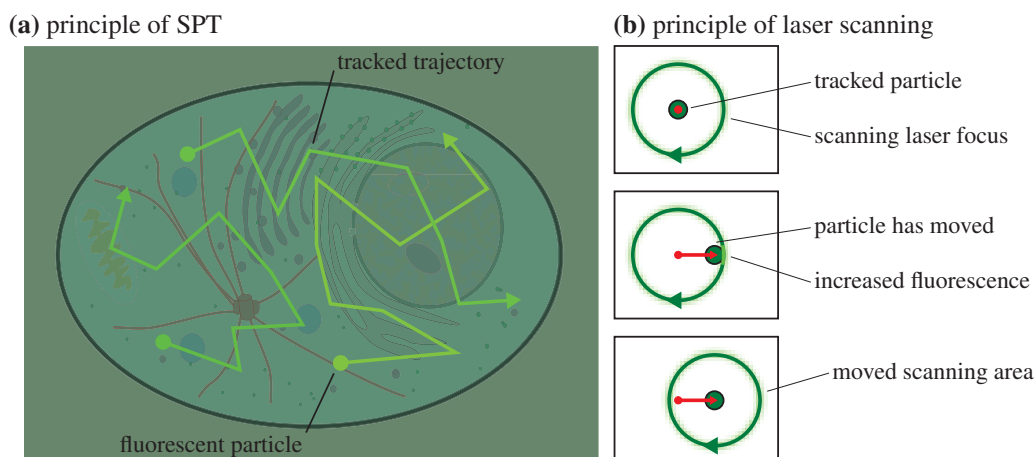 (a) principle of SPT
tracked trajectory
fluorescent particle
(b) principle of laser scanning
tracked particle
scanning laser focus
particle has moved
increased fluorescence
moved scanning area